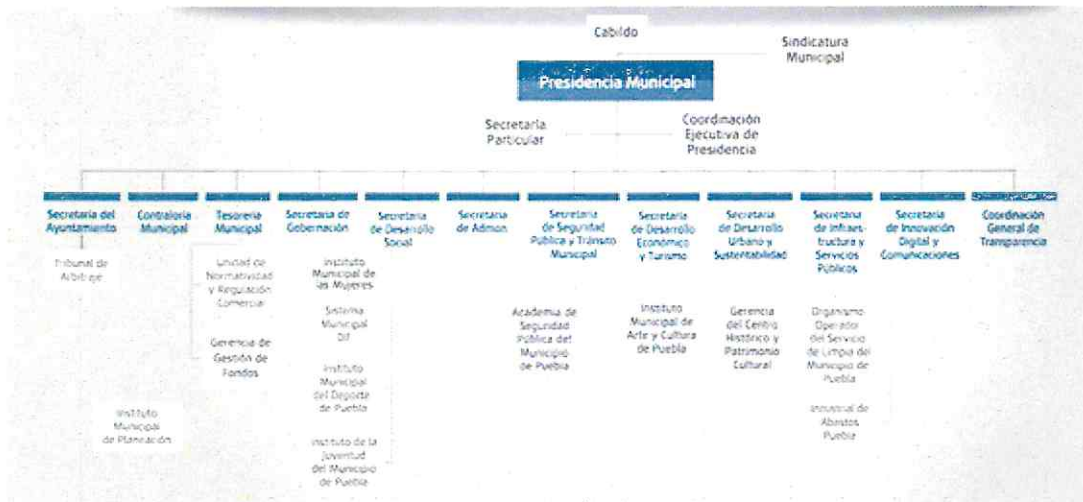 Cabildo
Sindicatura
Municipal
Presidencia Municipal
Secretaría
Particular
Coordinación
Ejecutiva de
Presidencia
Secretaría del
Ayuntamiento
Contraloría
Municipal
Tesorería
Municipal
Secretaría de
Gobernación
Secretaría
de Desarrollo
Social
Secretaría
de Admon
Secretaría
de Seguridad
Pública y Tránsito
Municipal
Secretaría
de Desarrollo
Económico
y Turismo
Secretaría
de Desarrollo
Urbano y
Sustentabilidad
Secretaría
de Infraes-
tructura y
Servicios
Públicos
Secretaría
de Innovación
Digital y
Comunicaciones
Coordinación
General de
Transparencia
Tribunal de
Arbitraje
Unidad de
Normatividad
y Regulación
Comercial
Gerencia de
Gestión de
Fondos
Instituto
Municipal de
las Mujeres
Sistema
Municipal
DIF
Instituto
Municipal
del Deporte
de Puebla
Instituto de la
Juventud
del Municipio
de Puebla
Academia de
Seguridad
Pública del
Municipio
de Puebla
Instituto
Municipal de
Arte y Cultura
de Puebla
Gerencia
del Centro
Histórico y
Patrimonio
Cultural
Organismo
Operador
del Servicio
de Limpia del
Municipio de
Puebla
Industrial de
Abastos
Puebla
Instituto
Municipal
de Planeación